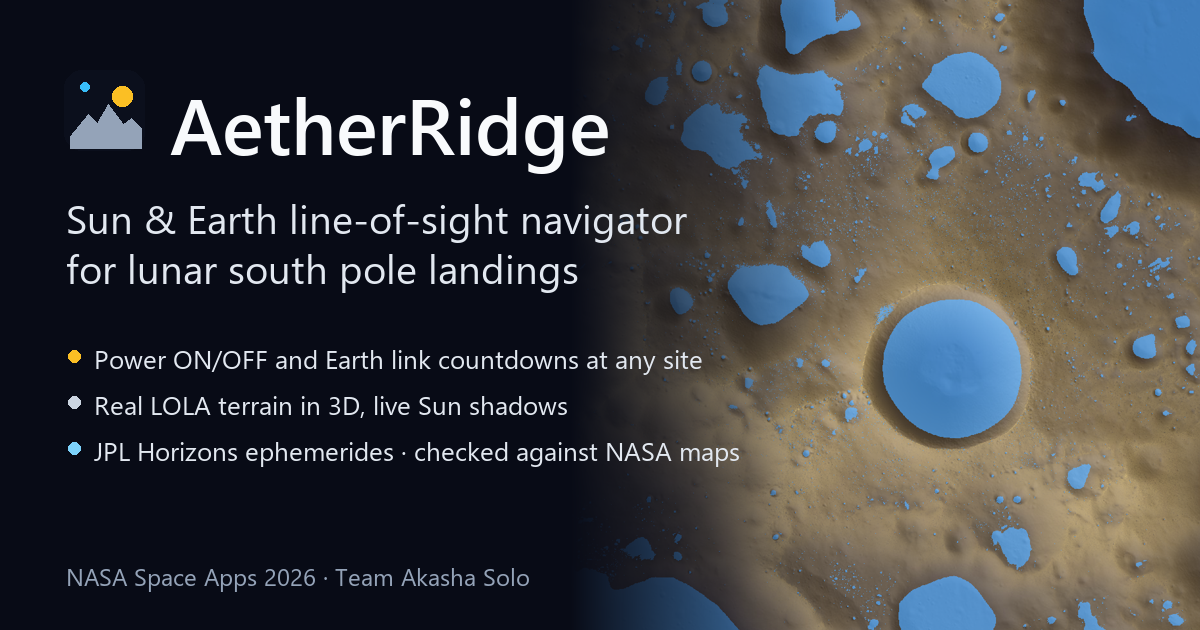 AetherRidge
Sun & Earth line-of-sight navigator
for lunar south pole landings
Power ON/OFF and Earth link countdowns at any site
Real LOLA terrain in 3D, live Sun shadows
JPL Horizons ephemerides · checked against NASA maps
NASA Space Apps 2026 · Team Akasha Solo